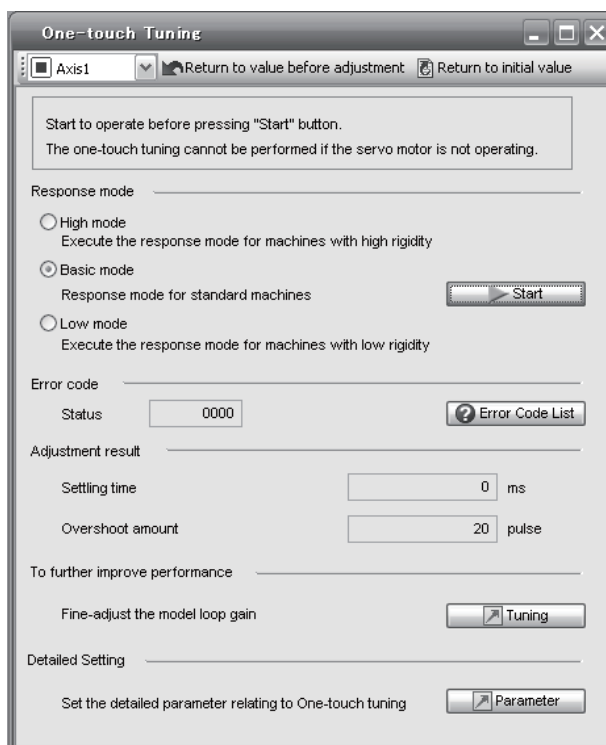 One-touch Tuning
Axis1 Return to value before adjustment Return to initial value
Start to operate before pressing "Start" button.
The one-touch tuning cannot be performed if the servo motor is not operating.
Response mode
High mode
Execute the response mode for machines with high rigidity
Basic mode
Response mode for standard machines Start
Low mode
Execute the response mode for machines with low rigidity
Error code
Status 0000 Error Code List
Adjustment result
Settling time 0 ms
Overshoot amount 20 pulse
To further improve performance
Fine-adjust the model loop gain Tuning
Detailed Setting
Set the detailed parameter relating to One-touch tuning Parameter